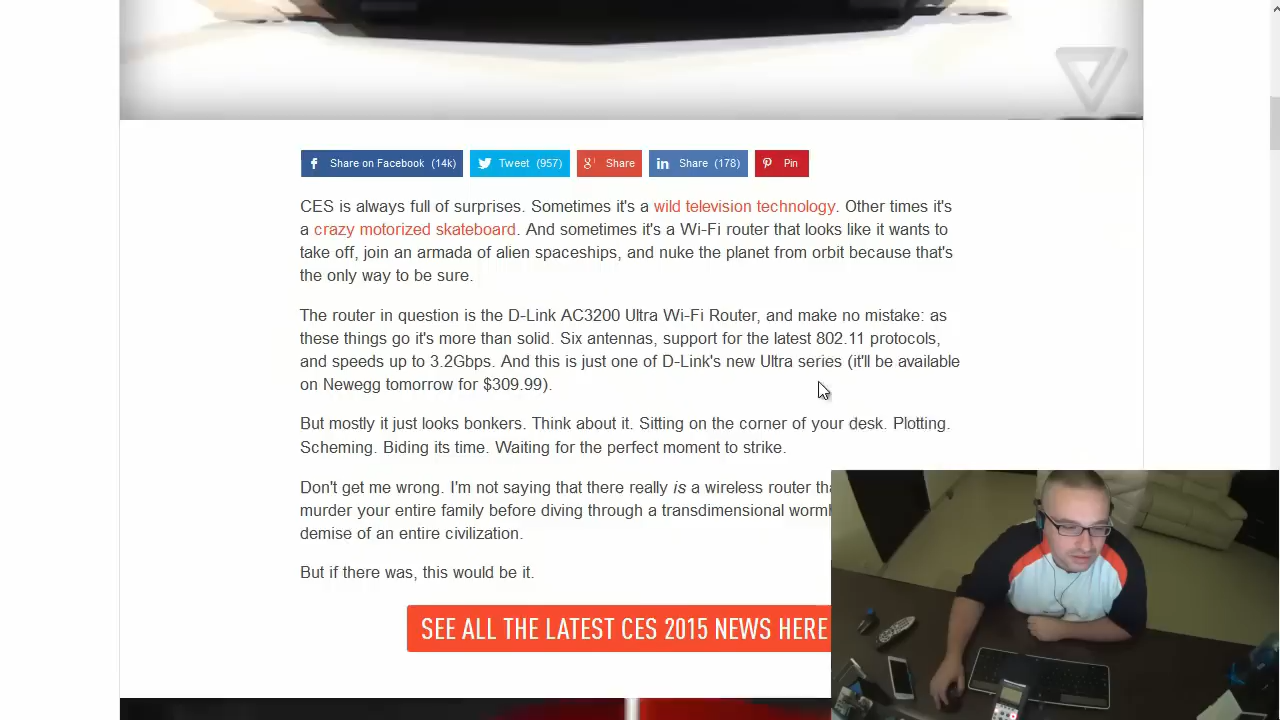 Share on Facebook (14k)
Tweet (957)
Share
Share (178)
Pin
CES is always full of surprises. Sometimes it's a wild television technology. Other times it's
a crazy motorized skateboard. And sometimes it's a Wi-Fi router that looks like it wants to
take off, join an armada of alien spaceships, and nuke the planet from orbit because that's
the only way to be sure.
The router in question is the D-Link AC3200 Ultra Wi-Fi Router, and make no mistake: as
these things go it's more than solid. Six antennas, support for the latest 802.11 protocols,
and speeds up to 3.2Gbps. And this is just one of D-Link's new Ultra series (it'll be available
on Newegg tomorrow for $309.99).
But mostly it just looks bonkers. Think about it. Sitting on the corner of your desk. Plotting.
Scheming. Biding its time. Waiting for the perfect moment to strike.
Don't get me wrong. I'm not saying that there really is a wireless router
murder your entire family before diving through a transdimensional
demise of an entire civilization.
But if there was, this would be it.
SEE ALL THE LATEST CES 2015 NEWS HERE